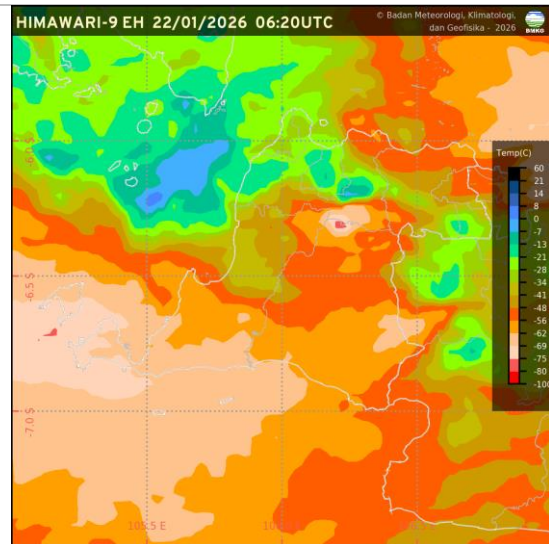 HIMAWARI-9 EH 22/01/2026 06:20UTC
© Badan Meteorologi, Klimatologi,
dan Geofisika - 2026
BMKG
-6.0 S
-6.5 S
-7.0 S
105.5 E
Temp(C)
60
21
14
8
0
-7
-13
-21
-28
-34
-41
-48
-56
-62
-69
-75
-80
-100